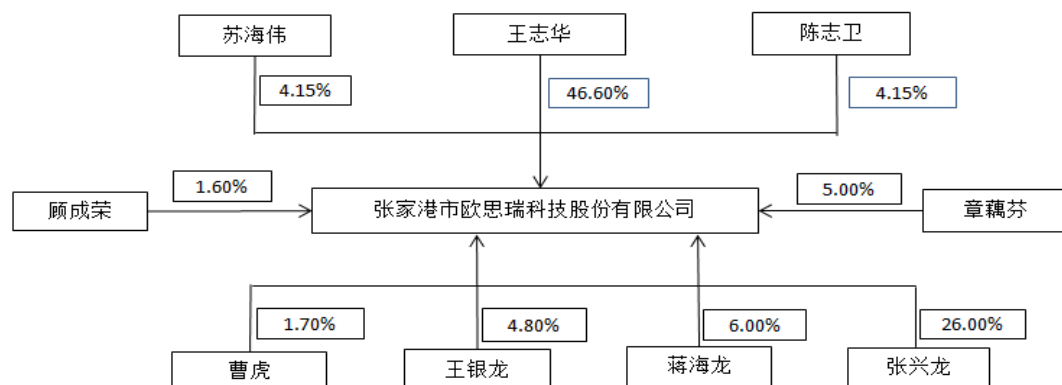 苏海伟
王志华
陈志卫
4.15%
46.60%
4.15%
1.60%
5.00%
顾成荣
张家港市欧思瑞科技股份有限公司
章藕芬
1.70%
4.80%
6.00%
26.00%
曹虎
王银龙
蒋海龙
张兴龙